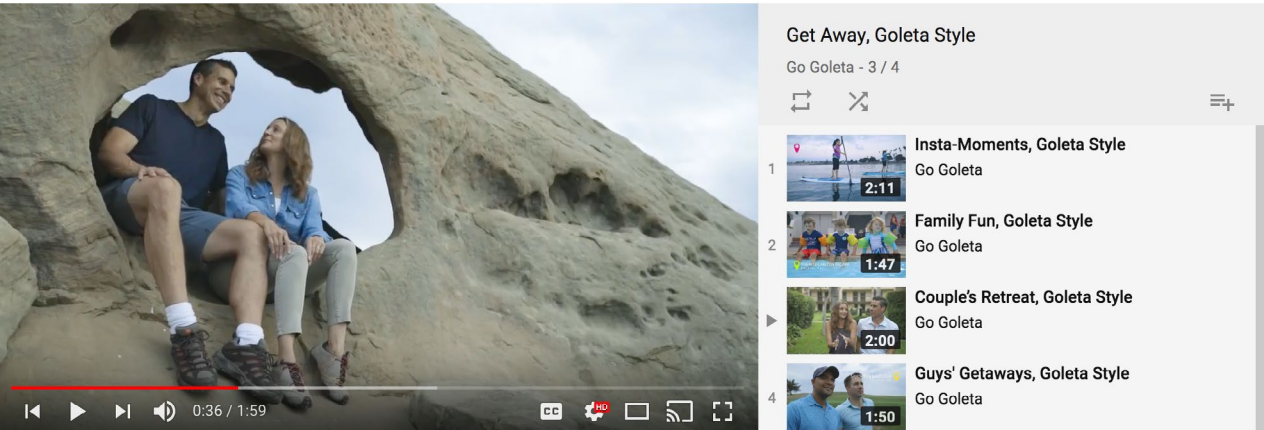 Get Away, Goleta Style
Go Goleta - 3 / 4
1
Insta-Moments, Goleta Style
Go Goleta
2:11
2
Family Fun, Goleta Style
Go Goleta
1:47
Couple's Retreat, Goleta Style
Go Goleta
2:00
4
Guys' Getaways, Goleta Style
Go Goleta
1:50
0:36 / 1:59
CC
HD